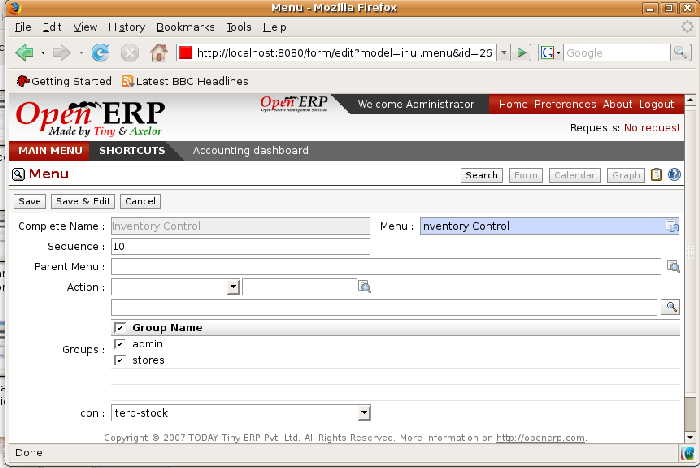 Menu - Mozilla Firefox
File Edit View History Bookmarks Tools Help
http://localhost:8080/form/edit?model=ir.ui.menu&id=26
Google
Getting Started Latest BBC Headlines
Open ERP
Made by Tiny & Axelor
Open ERP
Welcome Administrator
Home Preferences About Logout
Requests: No request
MAIN MENU SHORTCUTS Accounting dashboard
Menu
Search Form Calendar Graph
Save Save & Edit Cancel
Complete Name : Inventory Control Menu : nventory Control
Sequence : 10
Parent Menu :
Action :
Group Name
Groups :
admin
stores
con : terp-stock
Copyright © 2007 TODAY Tiny ERP Pvt. Ltd. All Rights Reserved. More Information on http://openerp.com.
Done